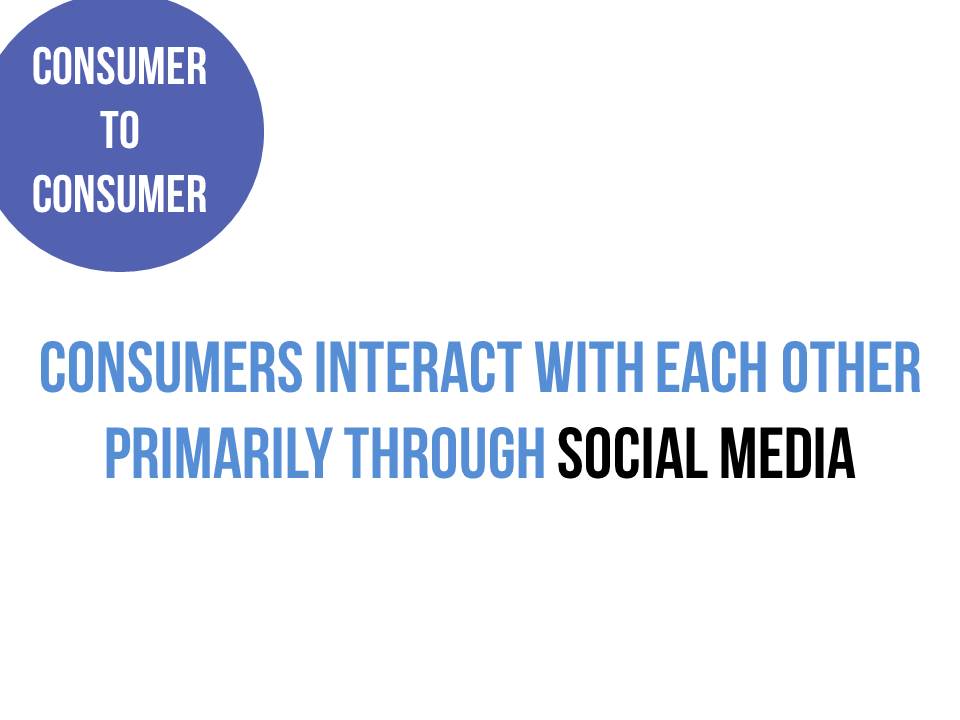 CONSUMER
TO
CONSUMER
CONSUMERS INTERACT WITH EACH OTHER
PRIMARILY THROUGH SOCIAL MEDIA